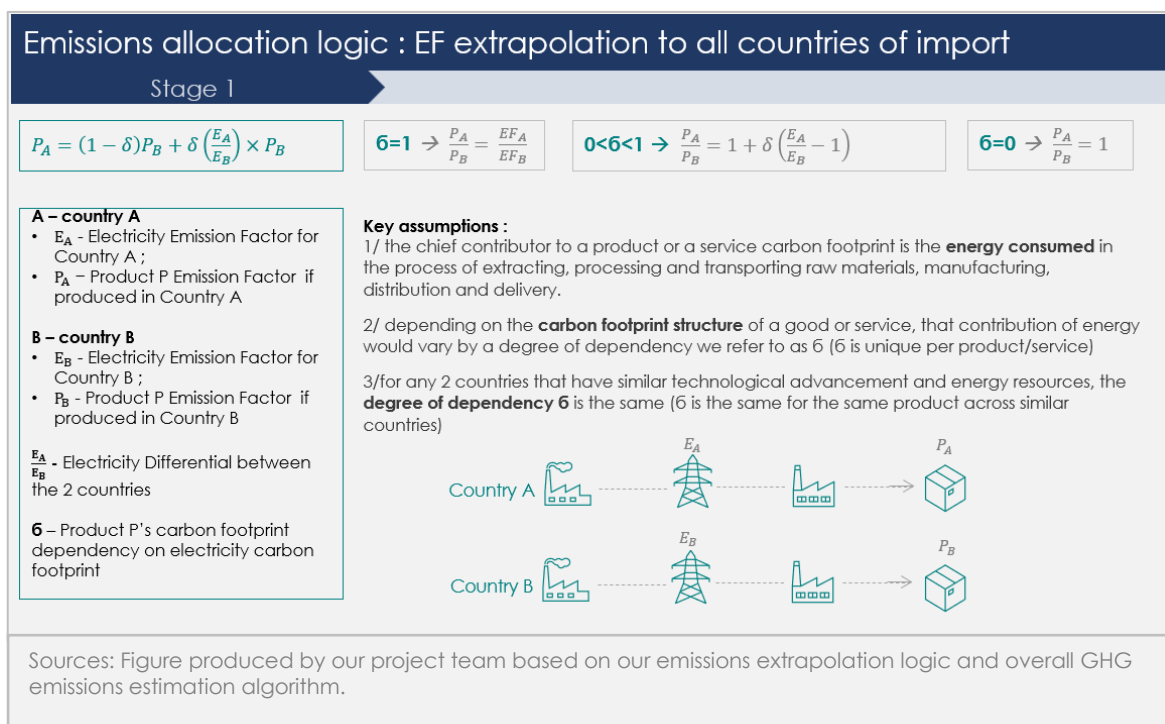 Emissions allocation logic : EF extrapolation to all countries of import
Stage 1
P_A = (1 − δ)P_B + δ (E_A/E_B) × P_B
Ϭ=1 → P_A/P_B = EF_A/EF_B
0<Ϭ<1 → P_A/P_B = 1 + δ (E_A/E_B − 1)
Ϭ=0 → P_A/P_B = 1
A – country A
• E_A - Electricity Emission Factor for
Country A ;
• P_A – Product P Emission Factor if
produced in Country A
B – country B
• E_B - Electricity Emission Factor for
Country B ;
• P_B - Product P Emission Factor if
produced in Country B
E_A/E_B - Electricity Differential between
the 2 countries
Ϭ – Product P’s carbon footprint
dependency on electricity carbon
footprint
Key assumptions :
1/ the chief contributor to a product or a service carbon footprint is the energy consumed in
the process of extracting, processing and transporting raw materials, manufacturing,
distribution and delivery.
2/ depending on the carbon footprint structure of a good or service, that contribution of energy
would vary by a degree of dependency we refer to as Ϭ (Ϭ is unique per product/service)
3/for any 2 countries that have similar technological advancement and energy resources, the
degree of dependency Ϭ is the same (Ϭ is the same for the same product across similar
countries)
E_A
P_A
Country A
E_B
P_B
Country B
Sources: Figure produced by our project team based on our emissions extrapolation logic and overall GHG
emissions estimation algorithm.